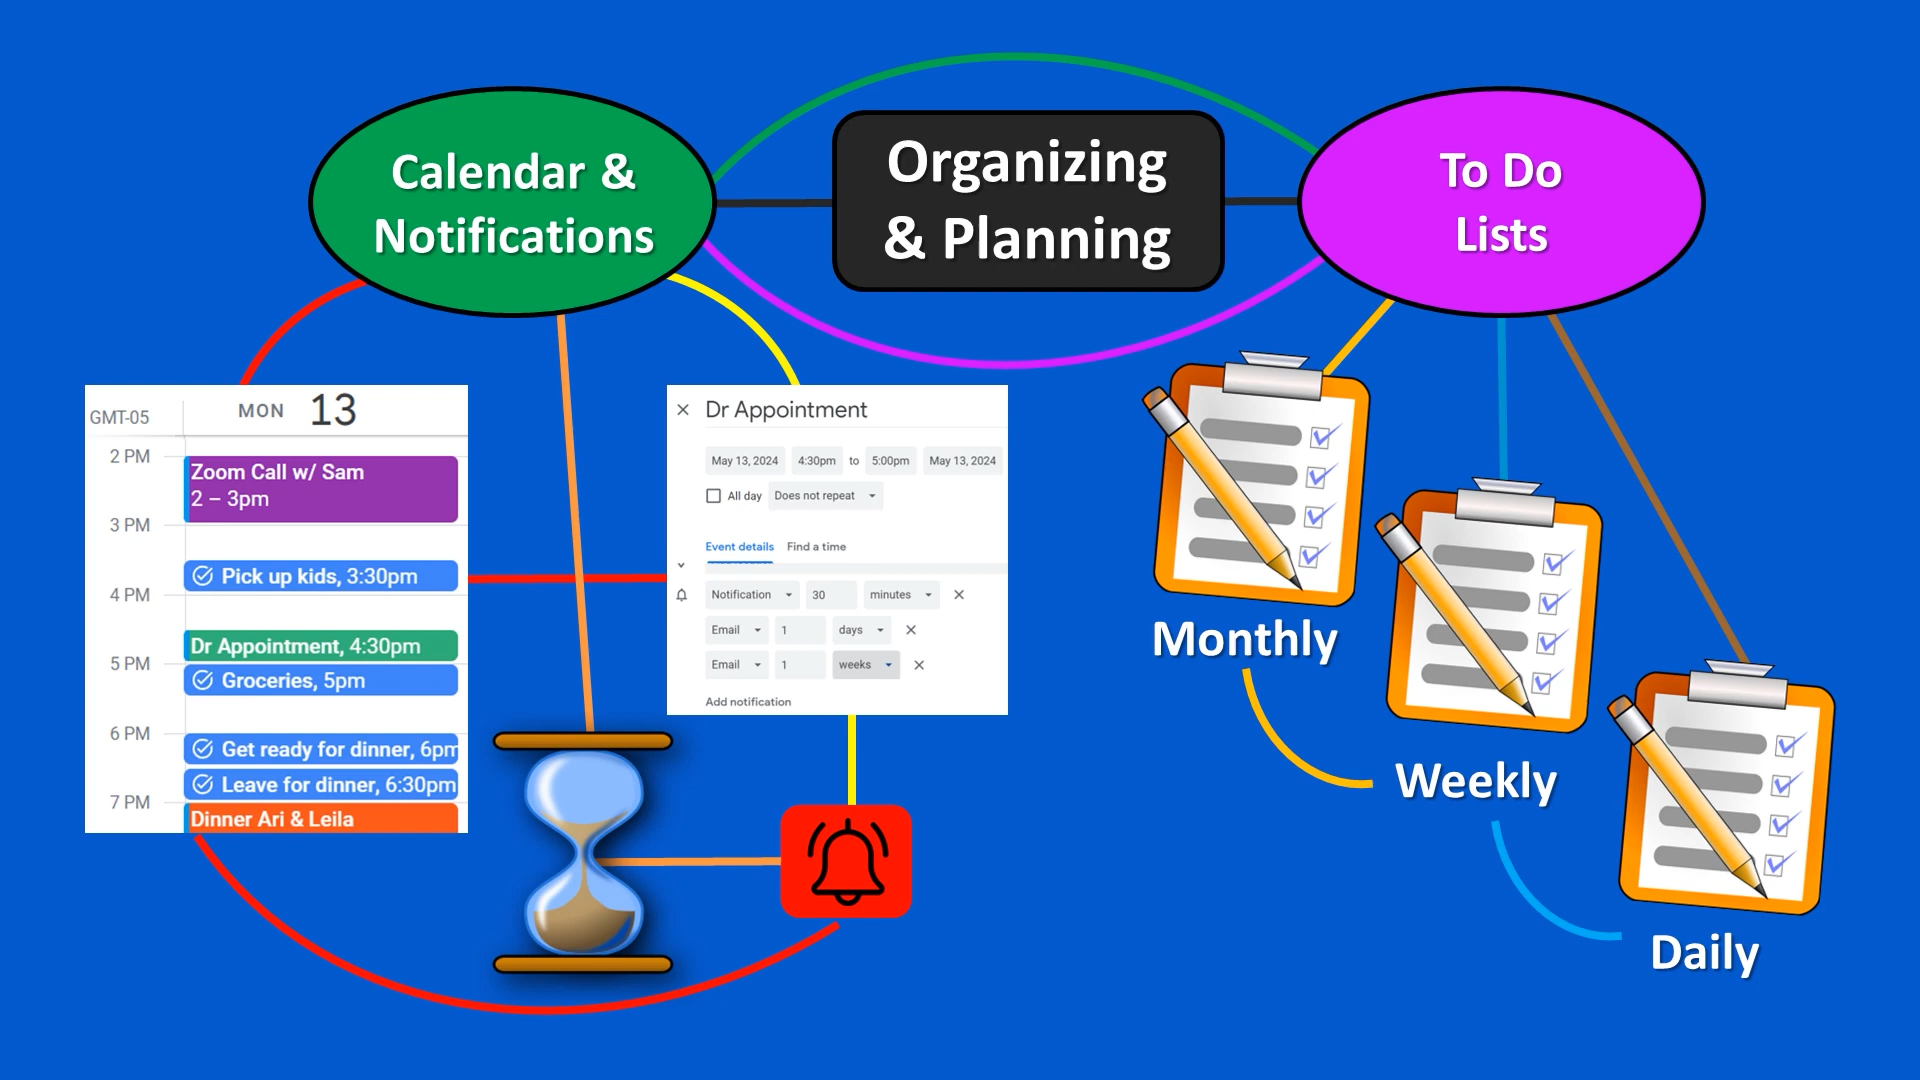 Calendar &
Notifications
Organizing
& Planning
To Do
Lists
GMT-05
MON 13
2 PM
Zoom Call w/ Sam
2 – 3pm
3 PM
Pick up kids, 3:30pm
4 PM
Dr Appointment, 4:30pm
5 PM
Groceries, 5pm
6 PM
Get ready for dinner, 6pm
Leave for dinner, 6:30pm
7 PM
Dinner Ari & Leila
Dr Appointment
May 13, 2024 4:30pm to 5:00pm May 13, 2024
All day Does not repeat
Event details Find a time
Notification 30 minutes
Email 1 days
Email 1 weeks
Add notification
Monthly
Weekly
Daily